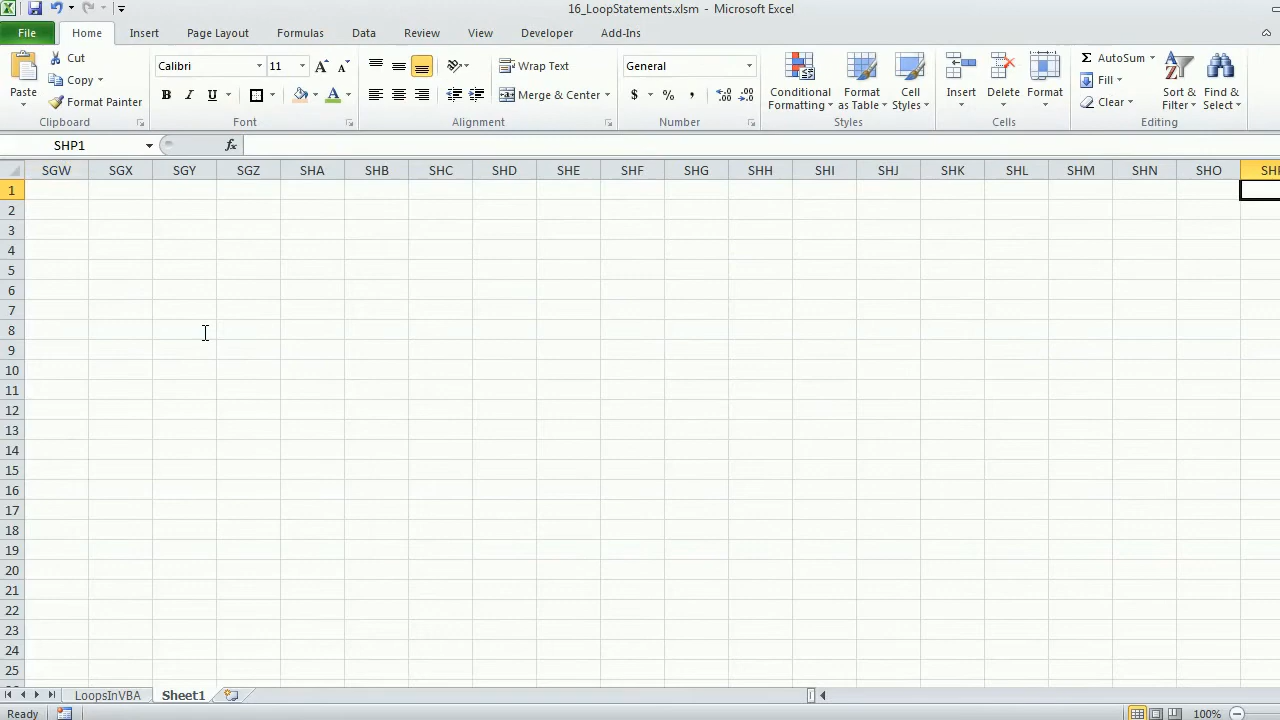 16_LoopStatements.xlsm - Microsoft Excel
File Home Insert Page Layout Formulas Data Review View Developer Add-Ins
Paste Cut Calibri 11 A A Wrap Text General Conditional Formatting Format as Table Cell Styles Insert Delete Format Σ AutoSum Sort & Filter Find & Select
Copy Fill
Format Painter B I U A Merge & Center $ % , .0 .00 .00 .0 Clear
Clipboard Font Alignment Number Styles Cells Editing
SHP1 fx
SGW SGX SGY SGZ SHA SHB SHC SHD SHE SHF SHG SHH SHI SHJ SHK SHL SHM SHN SHO
1
2
3
4
5
6
7
8
9
10
11
12
13
14
15
16
17
18
19
20
21
22
23
24
25
LoopsInVBA Sheet1
Ready 100%